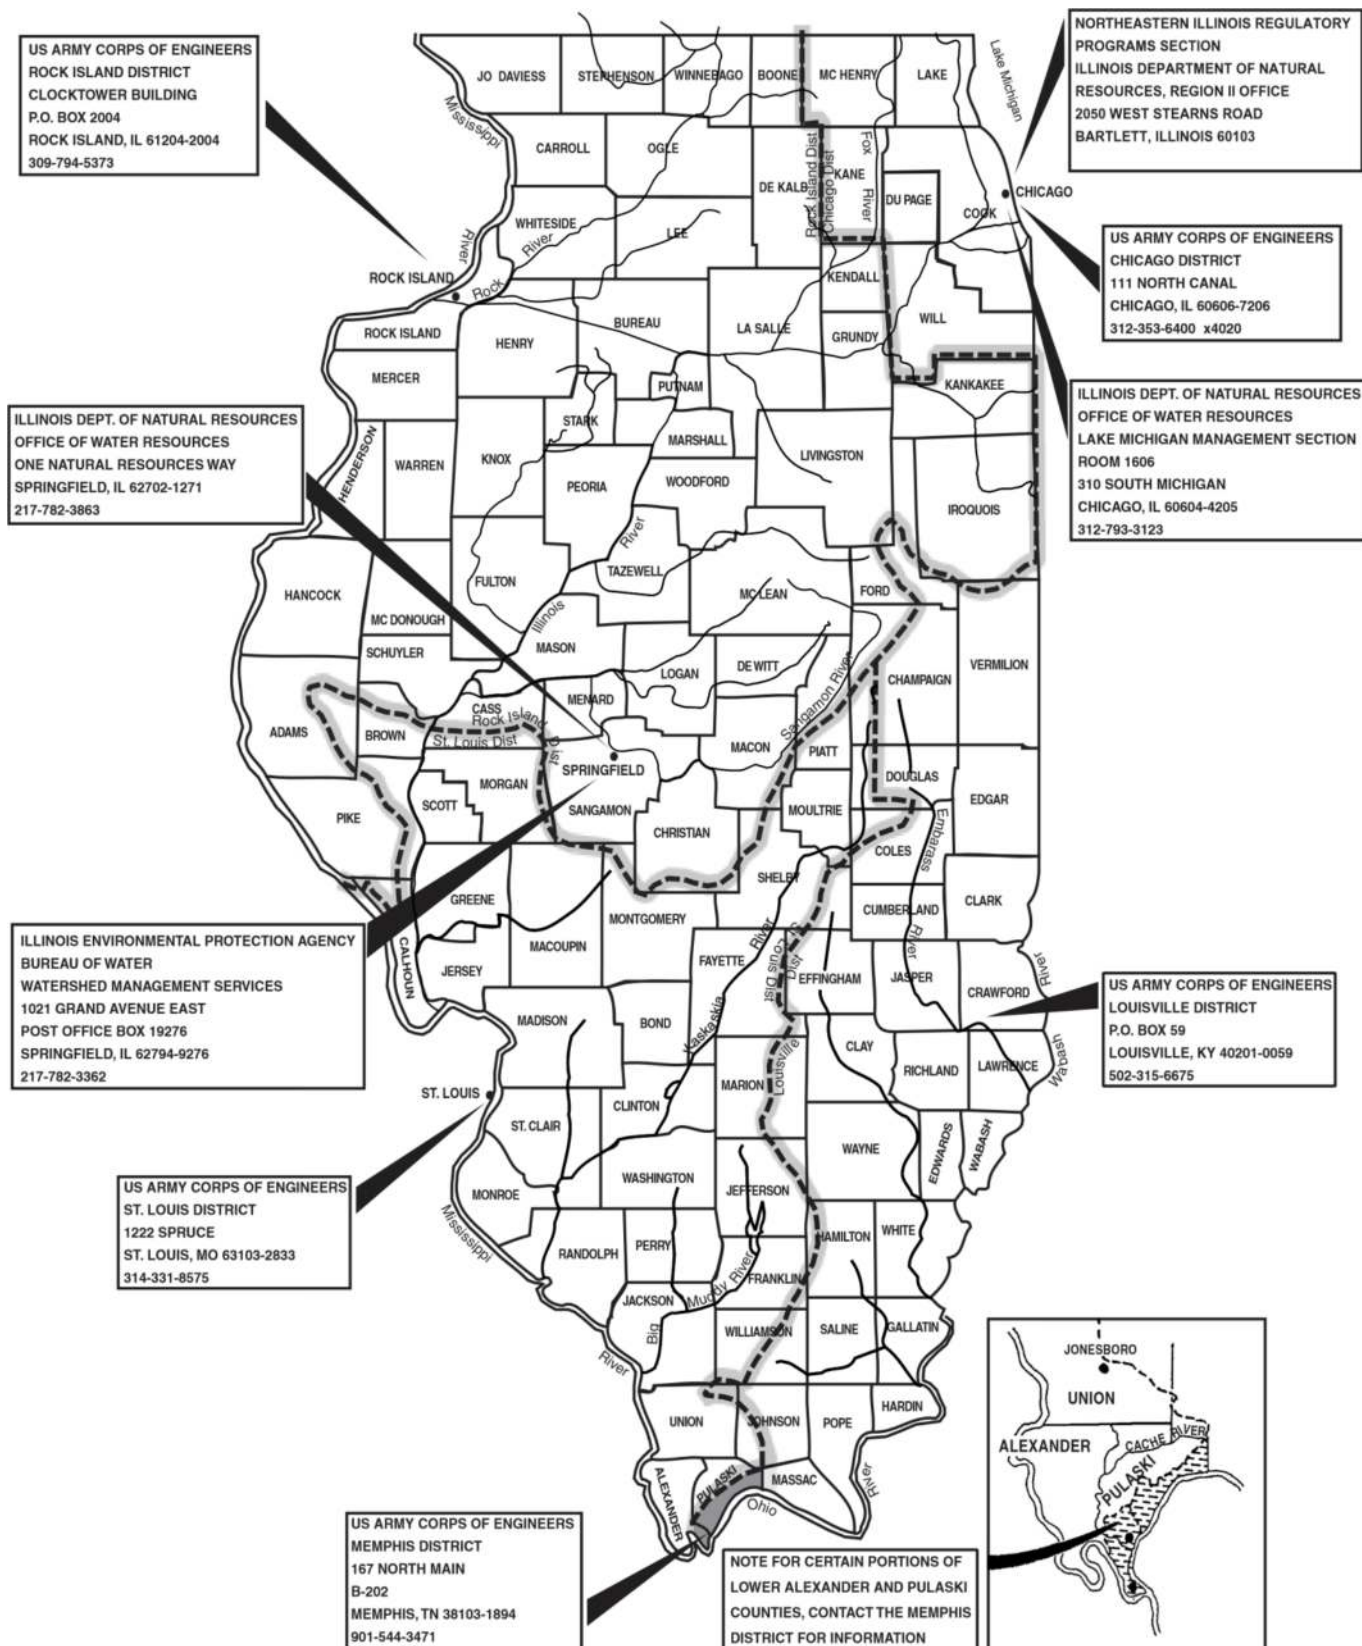 US ARMY CORPS OF ENGINEERS
ROCK ISLAND DISTRICT
CLOCKTOWER BUILDING
P.O. BOX 2004
ROCK ISLAND, IL 61204-2004
309-794-5373
NORTHEASTERN ILLINOIS REGULATORY
PROGRAMS SECTION
ILLINOIS DEPARTMENT OF NATURAL
RESOURCES, REGION II OFFICE
2050 WEST STEARNS ROAD
BARTLETT, ILLINOIS 60103
US ARMY CORPS OF ENGINEERS
CHICAGO DISTRICT
111 NORTH CANAL
CHICAGO, IL 60606-7206
312-353-6400 x4020
ILLINOIS DEPT. OF NATURAL RESOURCES
OFFICE OF WATER RESOURCES
LAKE MICHIGAN MANAGEMENT SECTION
ROOM 1606
310 SOUTH MICHIGAN
CHICAGO, IL 60604-4205
312-793-3123
ILLINOIS DEPT. OF NATURAL RESOURCES
OFFICE OF WATER RESOURCES
ONE NATURAL RESOURCES WAY
SPRINGFIELD, IL 62702-1271
217-782-3863
ILLINOIS ENVIRONMENTAL PROTECTION AGENCY
BUREAU OF WATER
WATERSHED MANAGEMENT SERVICES
1021 GRAND AVENUE EAST
POST OFFICE BOX 19276
SPRINGFIELD, IL 62794-9276
217-782-3362
US ARMY CORPS OF ENGINEERS
LOUISVILLE DISTRICT
P.O. BOX 59
LOUISVILLE, KY 40201-0059
502-315-6675
US ARMY CORPS OF ENGINEERS
ST. LOUIS DISTRICT
1222 SPRUCE
ST. LOUIS, MO 63103-2833
314-331-8575
US ARMY CORPS OF ENGINEERS
MEMPHIS DISTRICT
167 NORTH MAIN
B-202
MEMPHIS, TN 38103-1894
901-544-3471
NOTE FOR CERTAIN PORTIONS OF
LOWER ALEXANDER AND PULASKI
COUNTIES, CONTACT THE MEMPHIS
DISTRICT FOR INFORMATION
JO DAVIESS
STEPHENSON
WINNEBAGO
BOONE
MC HENRY
LAKE
Lake Michigan
Mississippi
River
CARROLL
OGLE
DE KALB
Rock Island Dist
Chicago Dist
KANE
Fox
River
DU PAGE
COOK
CHICAGO
WHITESIDE
LEE
Rock
River
KENDALL
ROCK ISLAND
ROCK ISLAND
HENRY
BUREAU
LA SALLE
GRUNDY
WILL
MERCER
PUTNAM
KANKAKEE
STARK
MARSHALL
HENDERSON
WARREN
KNOX
PEORIA
WOODFORD
LIVINGSTON
IROQUOIS
Illinois
River
HANCOCK
MC DONOUGH
FULTON
TAZEWELL
MC LEAN
FORD
SCHUYLER
MASON
LOGAN
DE WITT
Sangamon River
CHAMPAIGN
VERMILION
ADAMS
BROWN
CASS
MENARD
Rock Island Dist
St. Louis Dist
MACON
PIATT
SPRINGFIELD
SANGAMON
MORGAN
SCOTT
PIKE
CHRISTIAN
MOULTRIE
DOUGLAS
EDGAR
COLES
Embarass
River
SHELBY
GREENE
MACOUPIN
MONTGOMERY
CUMBERLAND
CLARK
CALHOUN
JERSEY
FAYETTE
Kaskaskia
River
St Louis Dist
Louisville Dist
EFFINGHAM
JASPER
CRAWFORD
Wabash
River
MADISON
BOND
CLAY
RICHLAND
LAWRENCE
MARION
ST. LOUIS
CLINTON
ST. CLAIR
WAYNE
EDWARDS
WABASH
WASHINGTON
MONROE
JEFFERSON
Mississippi
River
RANDOLPH
PERRY
HAMILTON
WHITE
FRANKLIN
Big
Muddy River
JACKSON
WILLIAMSON
SALINE
GALLATIN
UNION
JOHNSON
POPE
HARDIN
ALEXANDER
PULASKI
MASSAC
Ohio
River
JONESBORO
UNION
ALEXANDER
CACHE RIVER
PULASKI